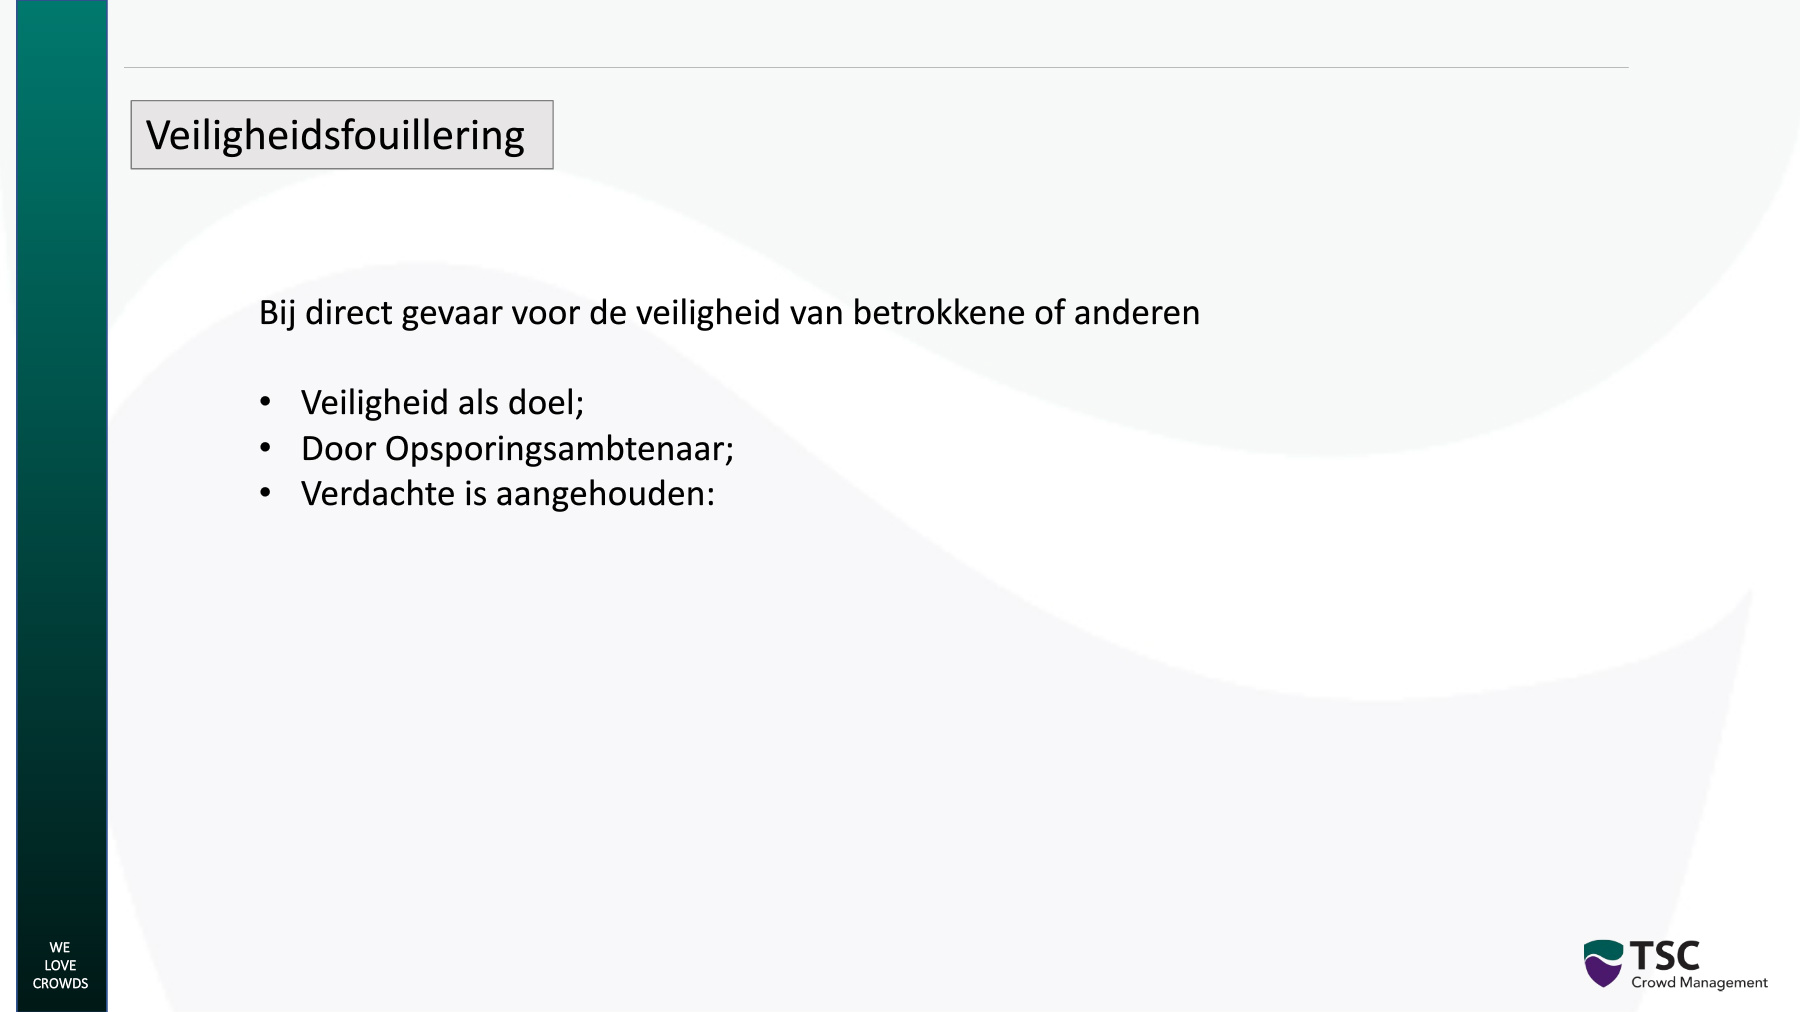 Veiligheidsfouillering
Bij direct gevaar voor de veiligheid van betrokkene of anderen
• Veiligheid als doel;
• Door Opsporingsambtenaar;
• Verdachte is aangehouden:
WE
LOVE
CROWDS
TSC
Crowd Management